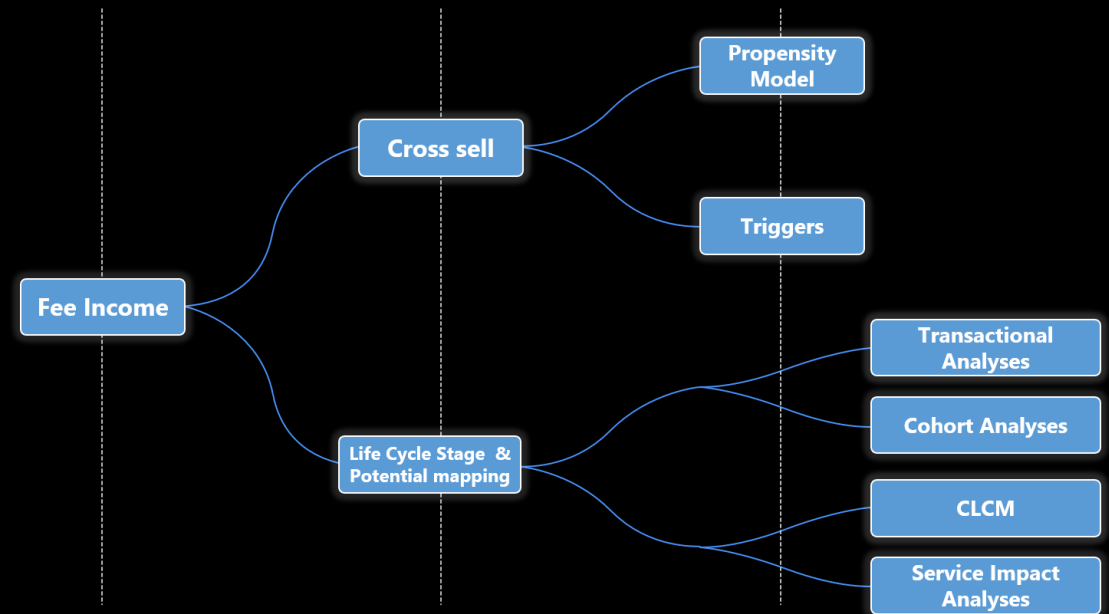 Propensity
Model
Cross sell
Triggers
Fee Income
Transactional
Analyses
Cohort Analyses
Life Cycle Stage  &
Potential mapping
CLCM
Service Impact
Analyses